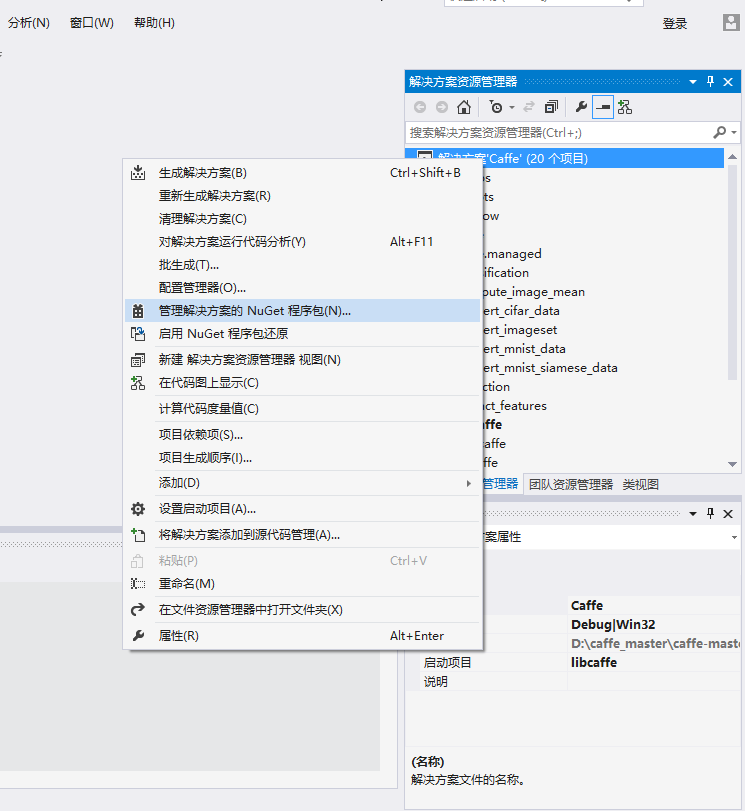 分析(N) 窗口(W) 帮助(H)
登录
解决方案资源管理器
搜索解决方案资源管理器(Ctrl+;)
解决方案'Caffe' (20 个项目)
生成解决方案(B) Ctrl+Shift+B
重新生成解决方案(R)
清理解决方案(C)
对解决方案运行代码分析(Y) Alt+F11
批生成(T)...
配置管理器(O)...
管理解决方案的 NuGet 程序包(N)...
启用 NuGet 程序包还原
新建 解决方案资源管理器 视图(N)
在代码图上显示(C)
计算代码度量值(C)
项目依赖项(S)...
项目生成顺序(I)...
添加(D)
设置启动项目(A)...
将解决方案添加到源代码管理(A)...
粘贴(P) Ctrl+V
重命名(M)
在文件资源管理器中打开文件夹(X)
属性(R) Alt+Enter
.managed
ification
ute_image_mean
ert_cifar_data
ert_imageset
ert_mnist_data
ert_mnist_siamese_data
ction
ct_features
affe
affe
ffe
管理器 团队资源管理器 类视图
案属性
Caffe
Debug|Win32
D:\caffe_master\caffe-maste
启动项目 libcaffe
说明
(名称)
解决方案文件的名称。